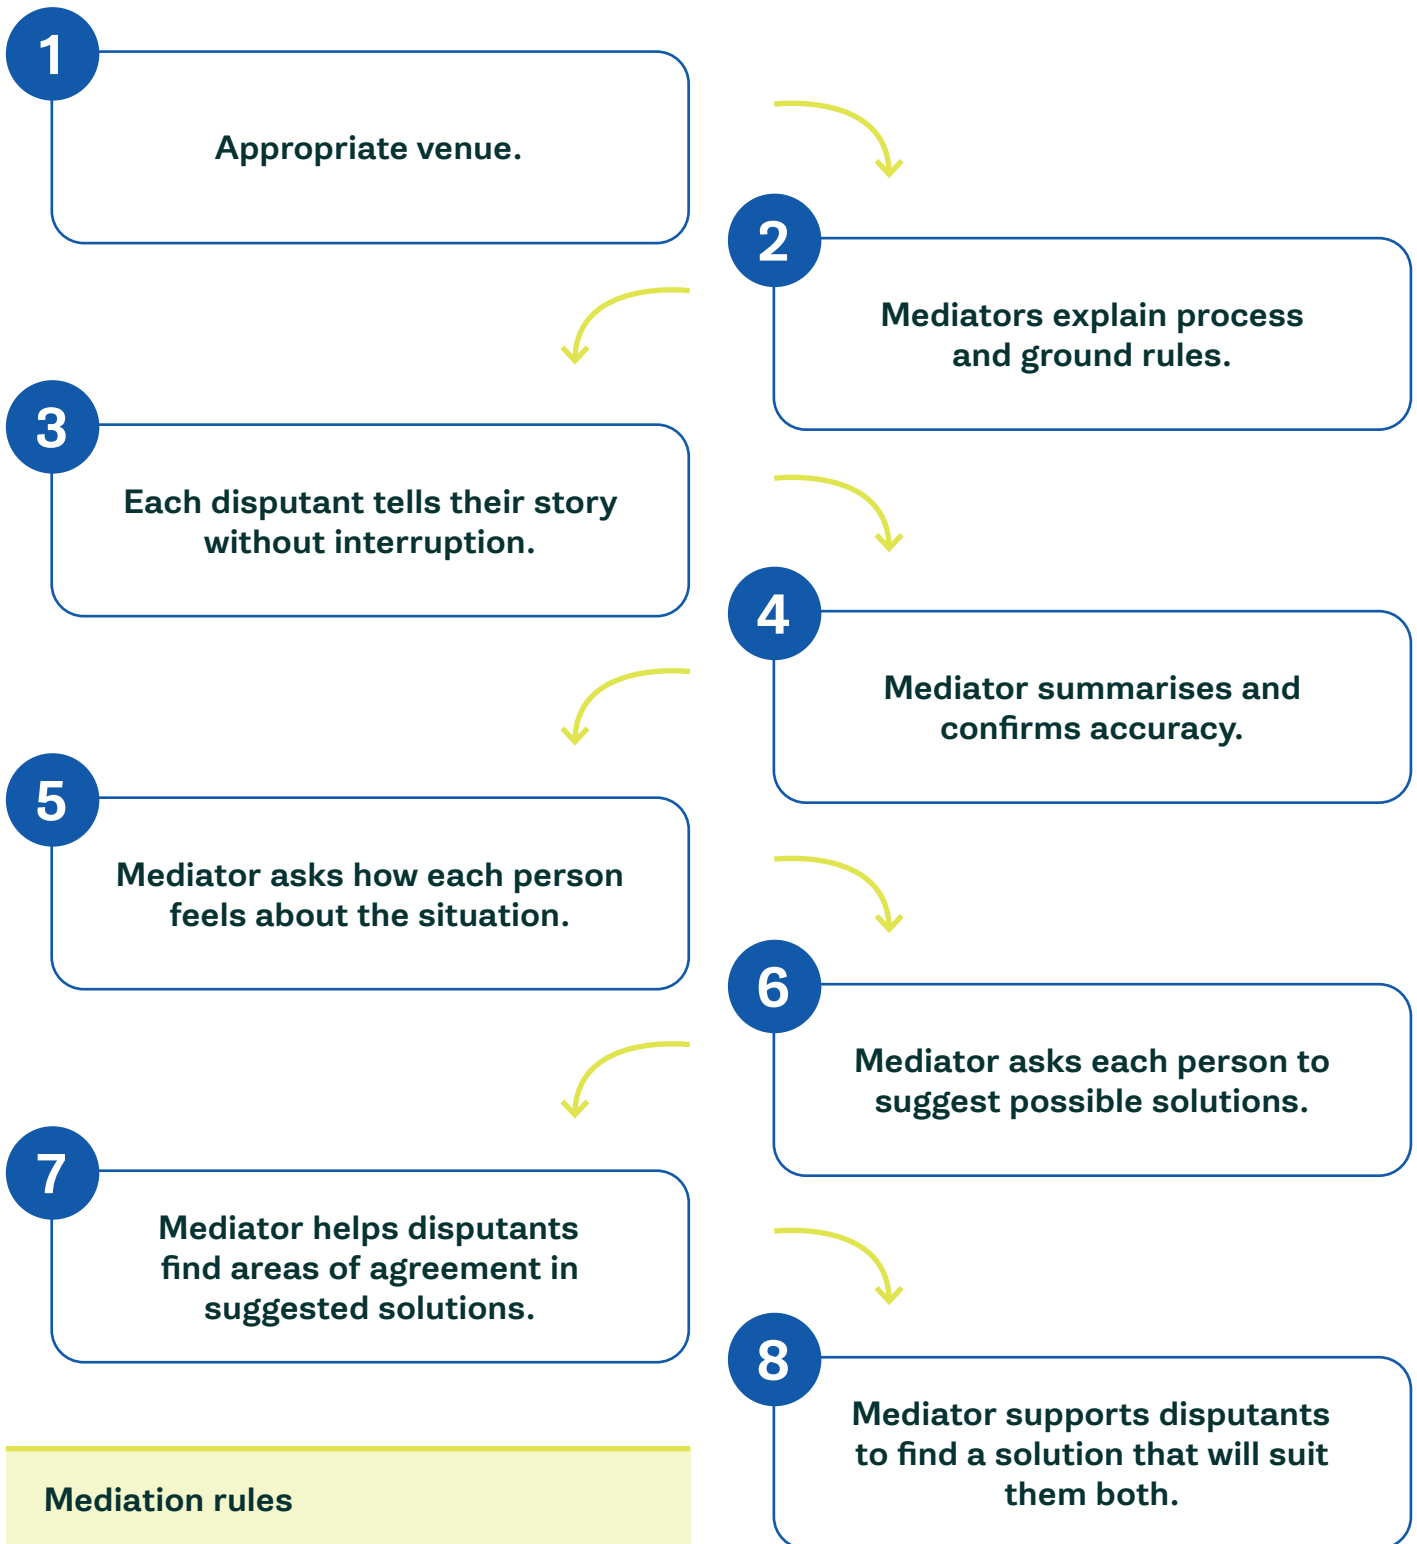 1
Appropriate venue.
2
Mediators explain process
and ground rules.
3
Each disputant tells their story
without interruption.
4
Mediator summarises and
confirms accuracy.
5
Mediator asks how each person
feels about the situation.
6
Mediator asks each person to
suggest possible solutions.
7
Mediator helps disputants
find areas of agreement in
suggested solutions.
8
Mediator supports disputants
to find a solution that will suit
them both.
Mediation rules